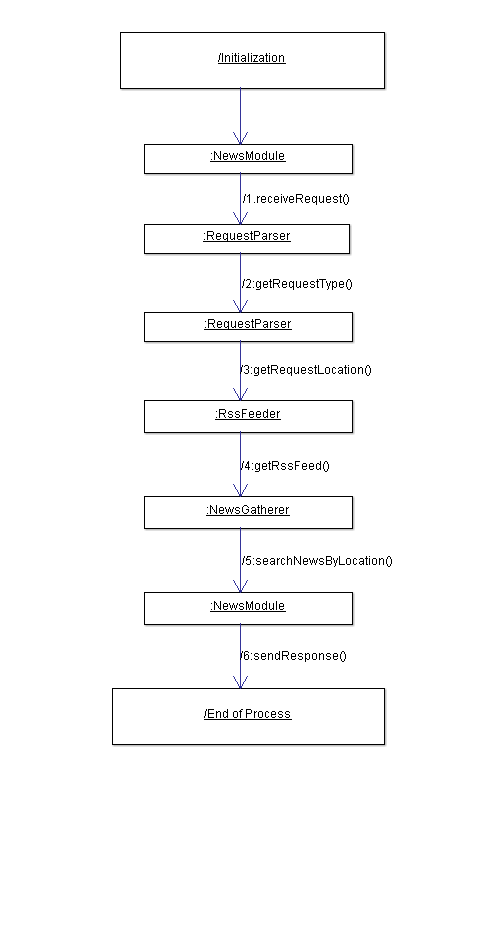 /Initialization
:NewsModule
/1.receiveRequest()
:RequestParser
/2:getRequestType()
:RequestParser
/3:getRequestLocation()
:RssFeeder
/4:getRssFeed()
:NewsGatherer
/5:searchNewsByLocation()
:NewsModule
/6:sendResponse()
/End of Process